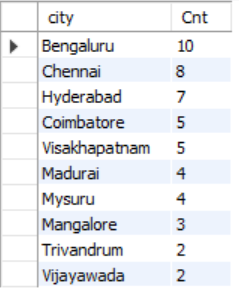 city Cnt
Bengaluru 10
Chennai 8
Hyderabad 7
Coimbatore 5
Visakhapatnam 5
Madurai 4
Mysuru 4
Mangalore 3
Trivandrum 2
Vijayawada 2